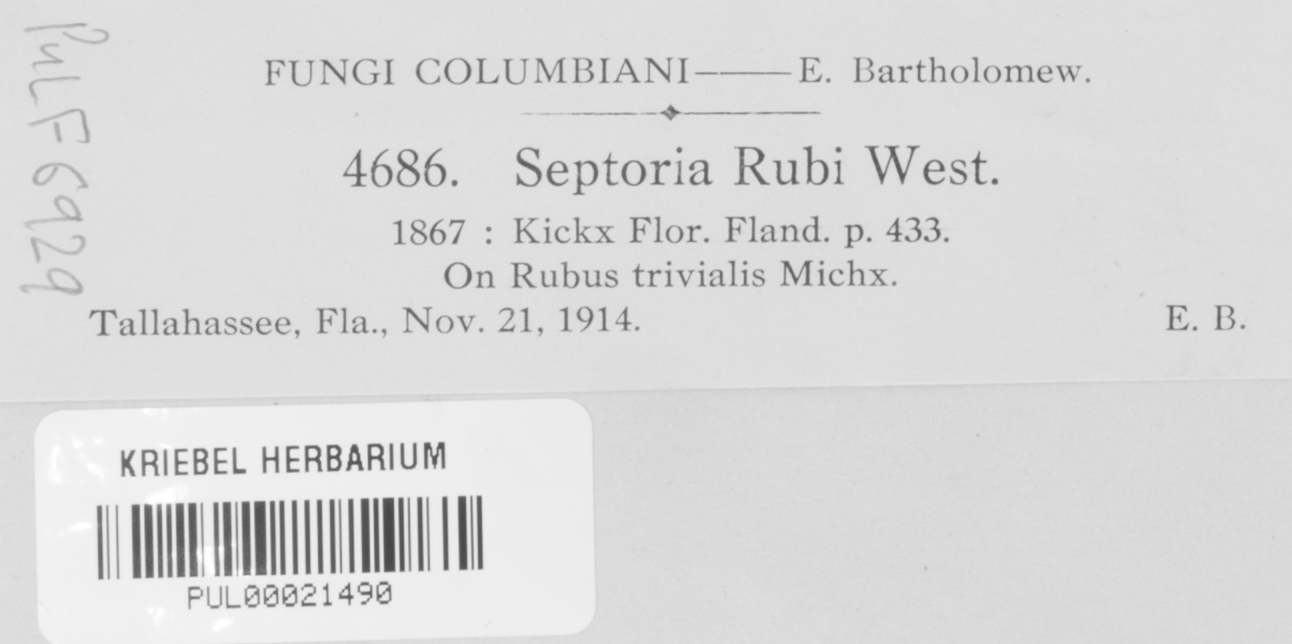 PUL F6929
FUNGI COLUMBIANI——E. Bartholomew.
4686. Septoria Rubi West.
1867 : Kickx Flor. Fland. p. 433.
On Rubus trivialis Michx.
Tallahassee, Fla., Nov. 21, 1914. E. B.
KRIEBEL HERBARIUM
PUL00021490